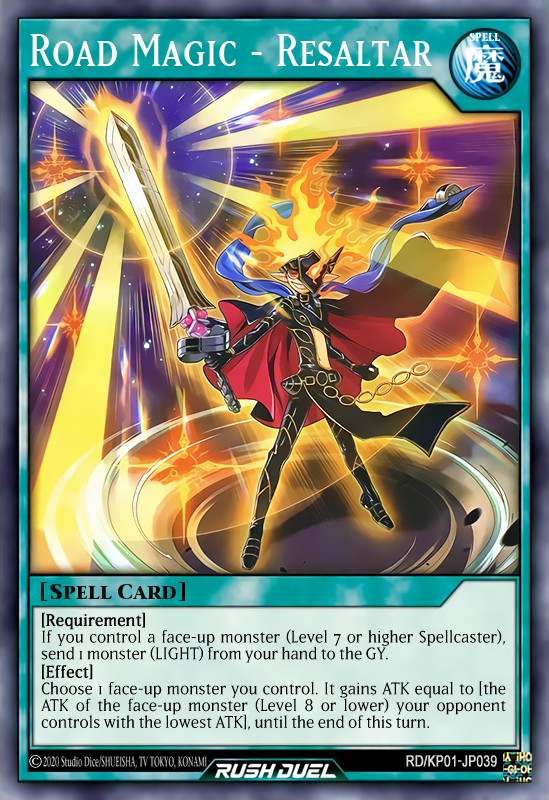 Road Magic - Resaltar
SPELL
魔
[Spell Card]
[Requirement]
If you control a face-up monster (Level 7 or higher Spellcaster),
send 1 monster (LIGHT) from your hand to the GY.
[Effect]
Choose 1 face-up monster you control. It gains ATK equal to [the
ATK of the face-up monster (Level 8 or lower) your opponent
controls with the lowest ATK], until the end of this turn.
©2020 Studio Dice/SHUEISHA, TV TOKYO, KONAMI
RUSH DUEL
RD/KP01-JP039